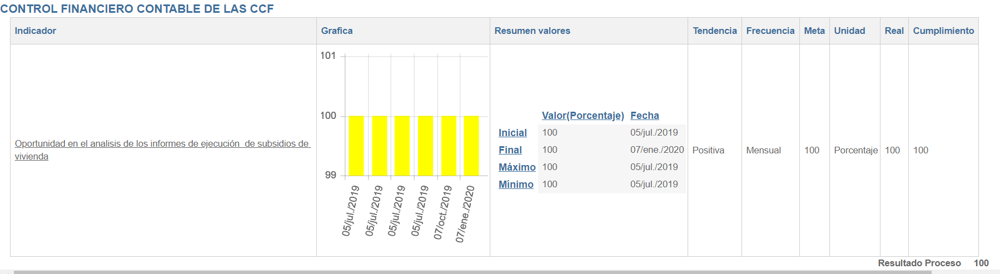 CONTROL FINANCIERO CONTABLE DE LAS CCF
Indicador Grafica Resumen valores Tendencia Frecuencia Meta Unidad Real Cumplimiento
Oportunidad en el analisis de los informes de ejecución de subsidios de
vivienda
101
100
99
05/jul./2019
05/jul./2019
05/jul./2019
05/jul./2019
07/oct./2019
07/ene./2020
Valor(Porcentaje) Fecha
Inicial 100 05/jul./2019
Final 100 07/ene./2020
Máximo 100 05/jul./2019
Mínimo 100 05/jul./2019
Positiva Mensual 100 Porcentaje 100 100
Resultado Proceso 100